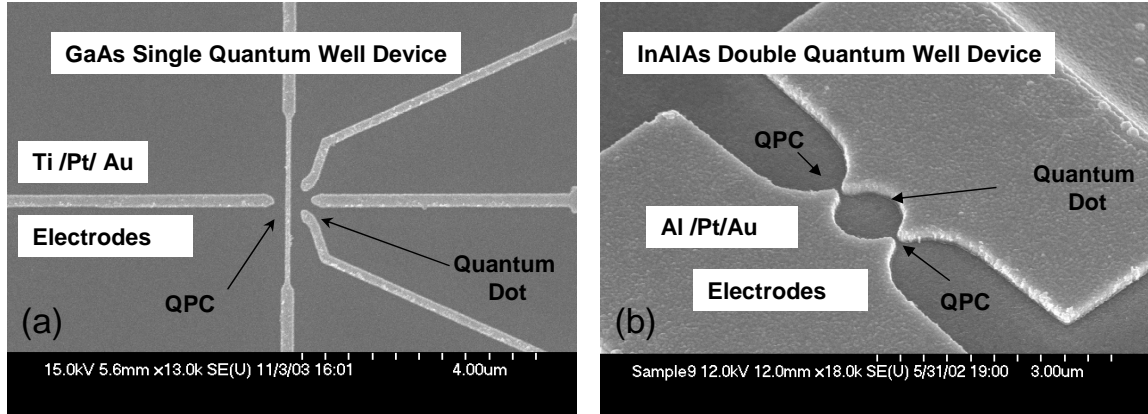 GaAs Single Quantum Well Device
Ti /Pt/ Au
Electrodes
Quantum
Dot
QPC
(a)
15.0kV 5.6mm x13.0k SE(U) 11/3/03 16:01
4.00um
InAlAs Double Quantum Well Device
QPC
Quantum
Dot
Al /Pt/Au
Electrodes
QPC
(b)
Sample9 12.0kV 12.0mm x18.0k SE(U) 5/31/02 19:00
3.00um